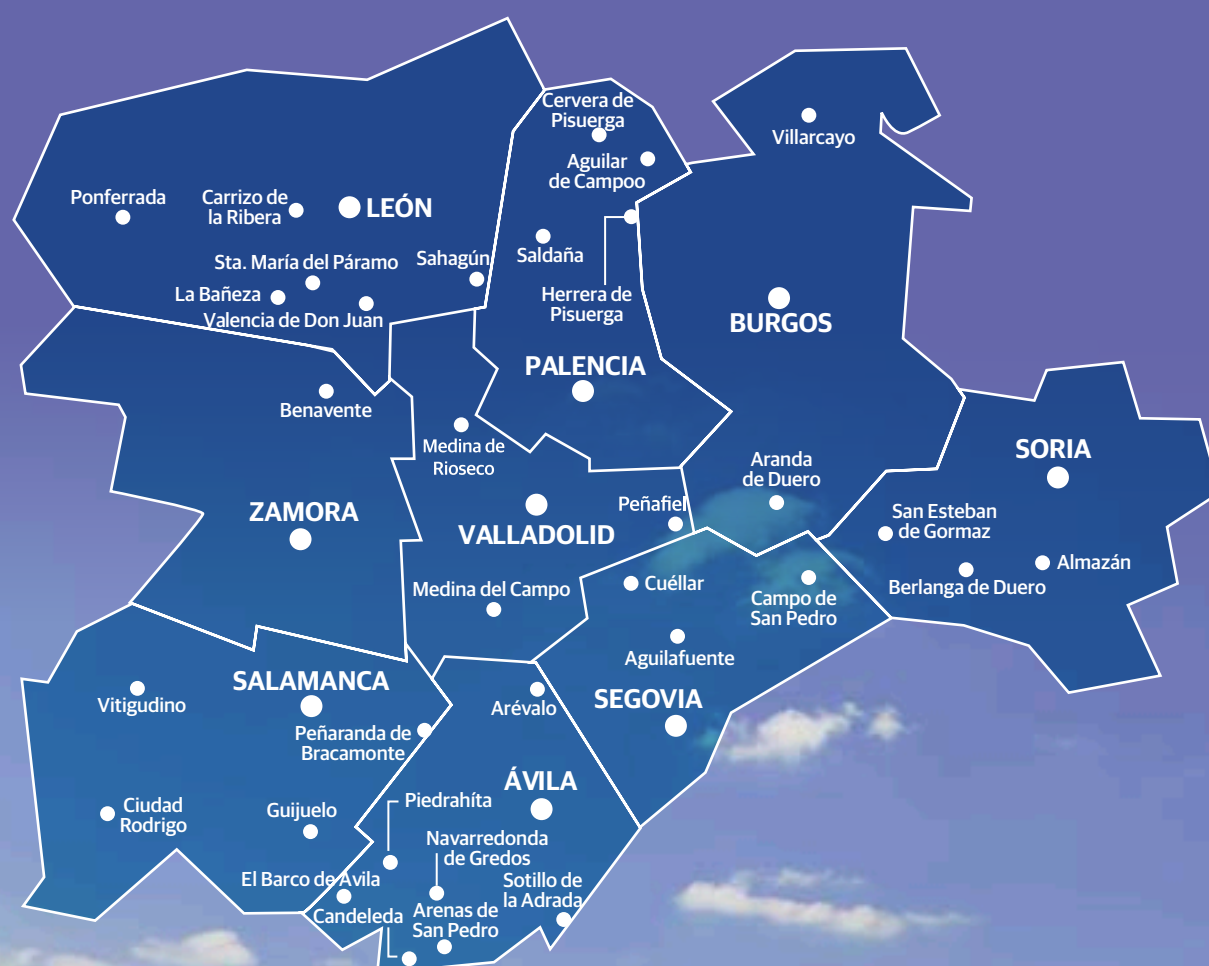 Cervera de
Pisuerga
Aguilar
de Campoo
Villarcayo
Ponferrada
Carrizo de
la Ribera
LEÓN
Sta. María del Páramo
Sahagún
La Bañeza
Valencia de Don Juan
Saldaña
Herrera de
Pisuerga
BURGOS
PALENCIA
Benavente
Medina de
Rioseco
Aranda
de Duero
SORIA
ZAMORA
VALLADOLID
Peñafiel
San Esteban
de Gormaz
Almazán
Berlanga de Duero
Medina del Campo
Cuéllar
Campo de
San Pedro
Aguilafuente
SALAMANCA
Vitigudino
Peñaranda de
Bracamonte
Arévalo
SEGOVIA
ÁVILA
Ciudad
Rodrigo
Guijuelo
Piedrahíta
Navarredonda
de Gredos
El Barco de Ávila
Sotillo de
la Adrada
Candeleda
Arenas de
San Pedro